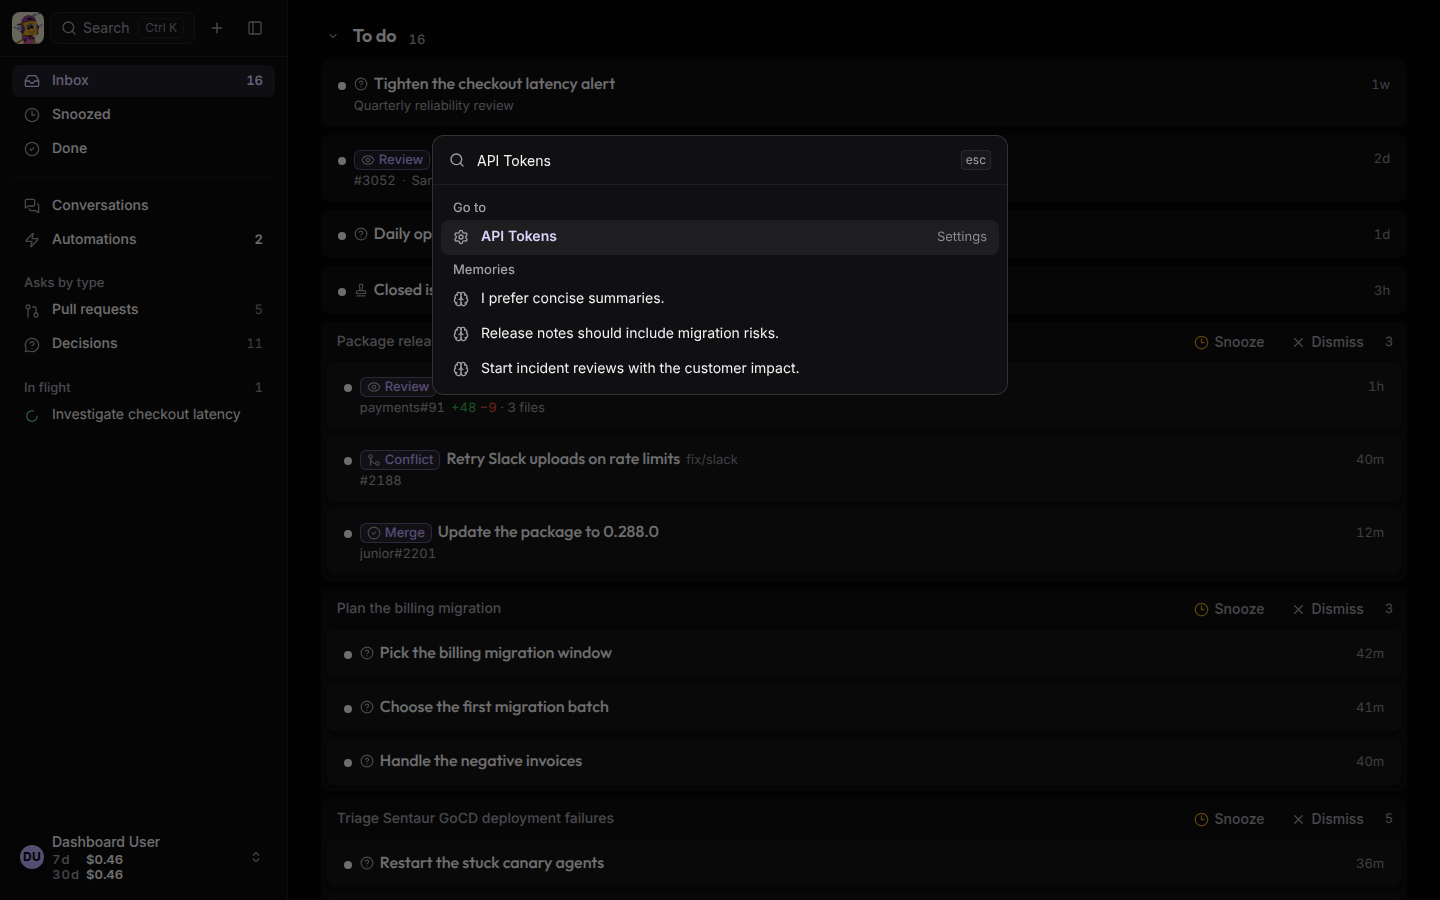 Search Ctrl K
Inbox 16
Snoozed
Done
Conversations
Automations 2
Asks by type
Pull requests 5
Decisions 11
In flight 1
Investigate checkout latency
DU Dashboard User
7d $0.46
30d $0.46
To do 16
Tighten the checkout latency alert 1w
Quarterly reliability review
Review 2d
#3052 · Sar
Daily op 1d
Closed is 3h
API Tokens esc
Go to
API Tokens Settings
Memories
I prefer concise summaries.
Release notes should include migration risks.
Start incident reviews with the customer impact.
Package relea Snooze Dismiss 3
Review 1h
payments#91 +48 −9 · 3 files
Conflict Retry Slack uploads on rate limits fix/slack 40m
#2188
Merge Update the package to 0.288.0 12m
junior#2201
Plan the billing migration Snooze Dismiss 3
Pick the billing migration window 42m
Choose the first migration batch 41m
Handle the negative invoices 40m
Triage Sentaur GoCD deployment failures Snooze Dismiss 5
Restart the stuck canary agents 36m